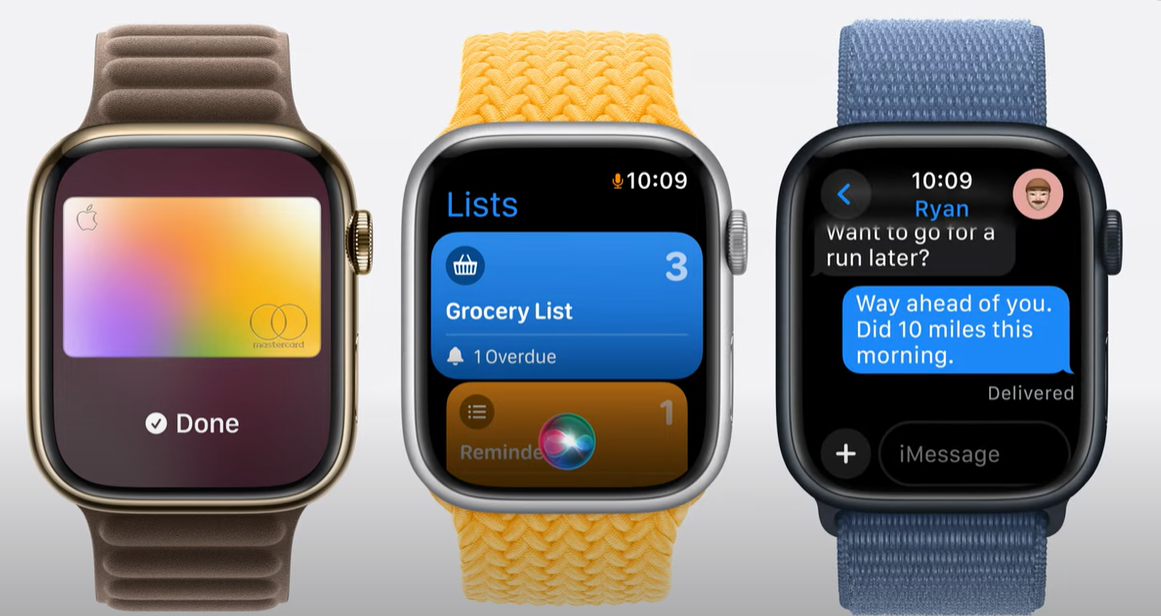 mastercard
Done
10:09
Lists
3
Grocery List
1 Overdue
1
Reminde
10:09
Ryan
Want to go for a
run later?
Way ahead of you.
Did 10 miles this
morning.
Delivered
iMessage